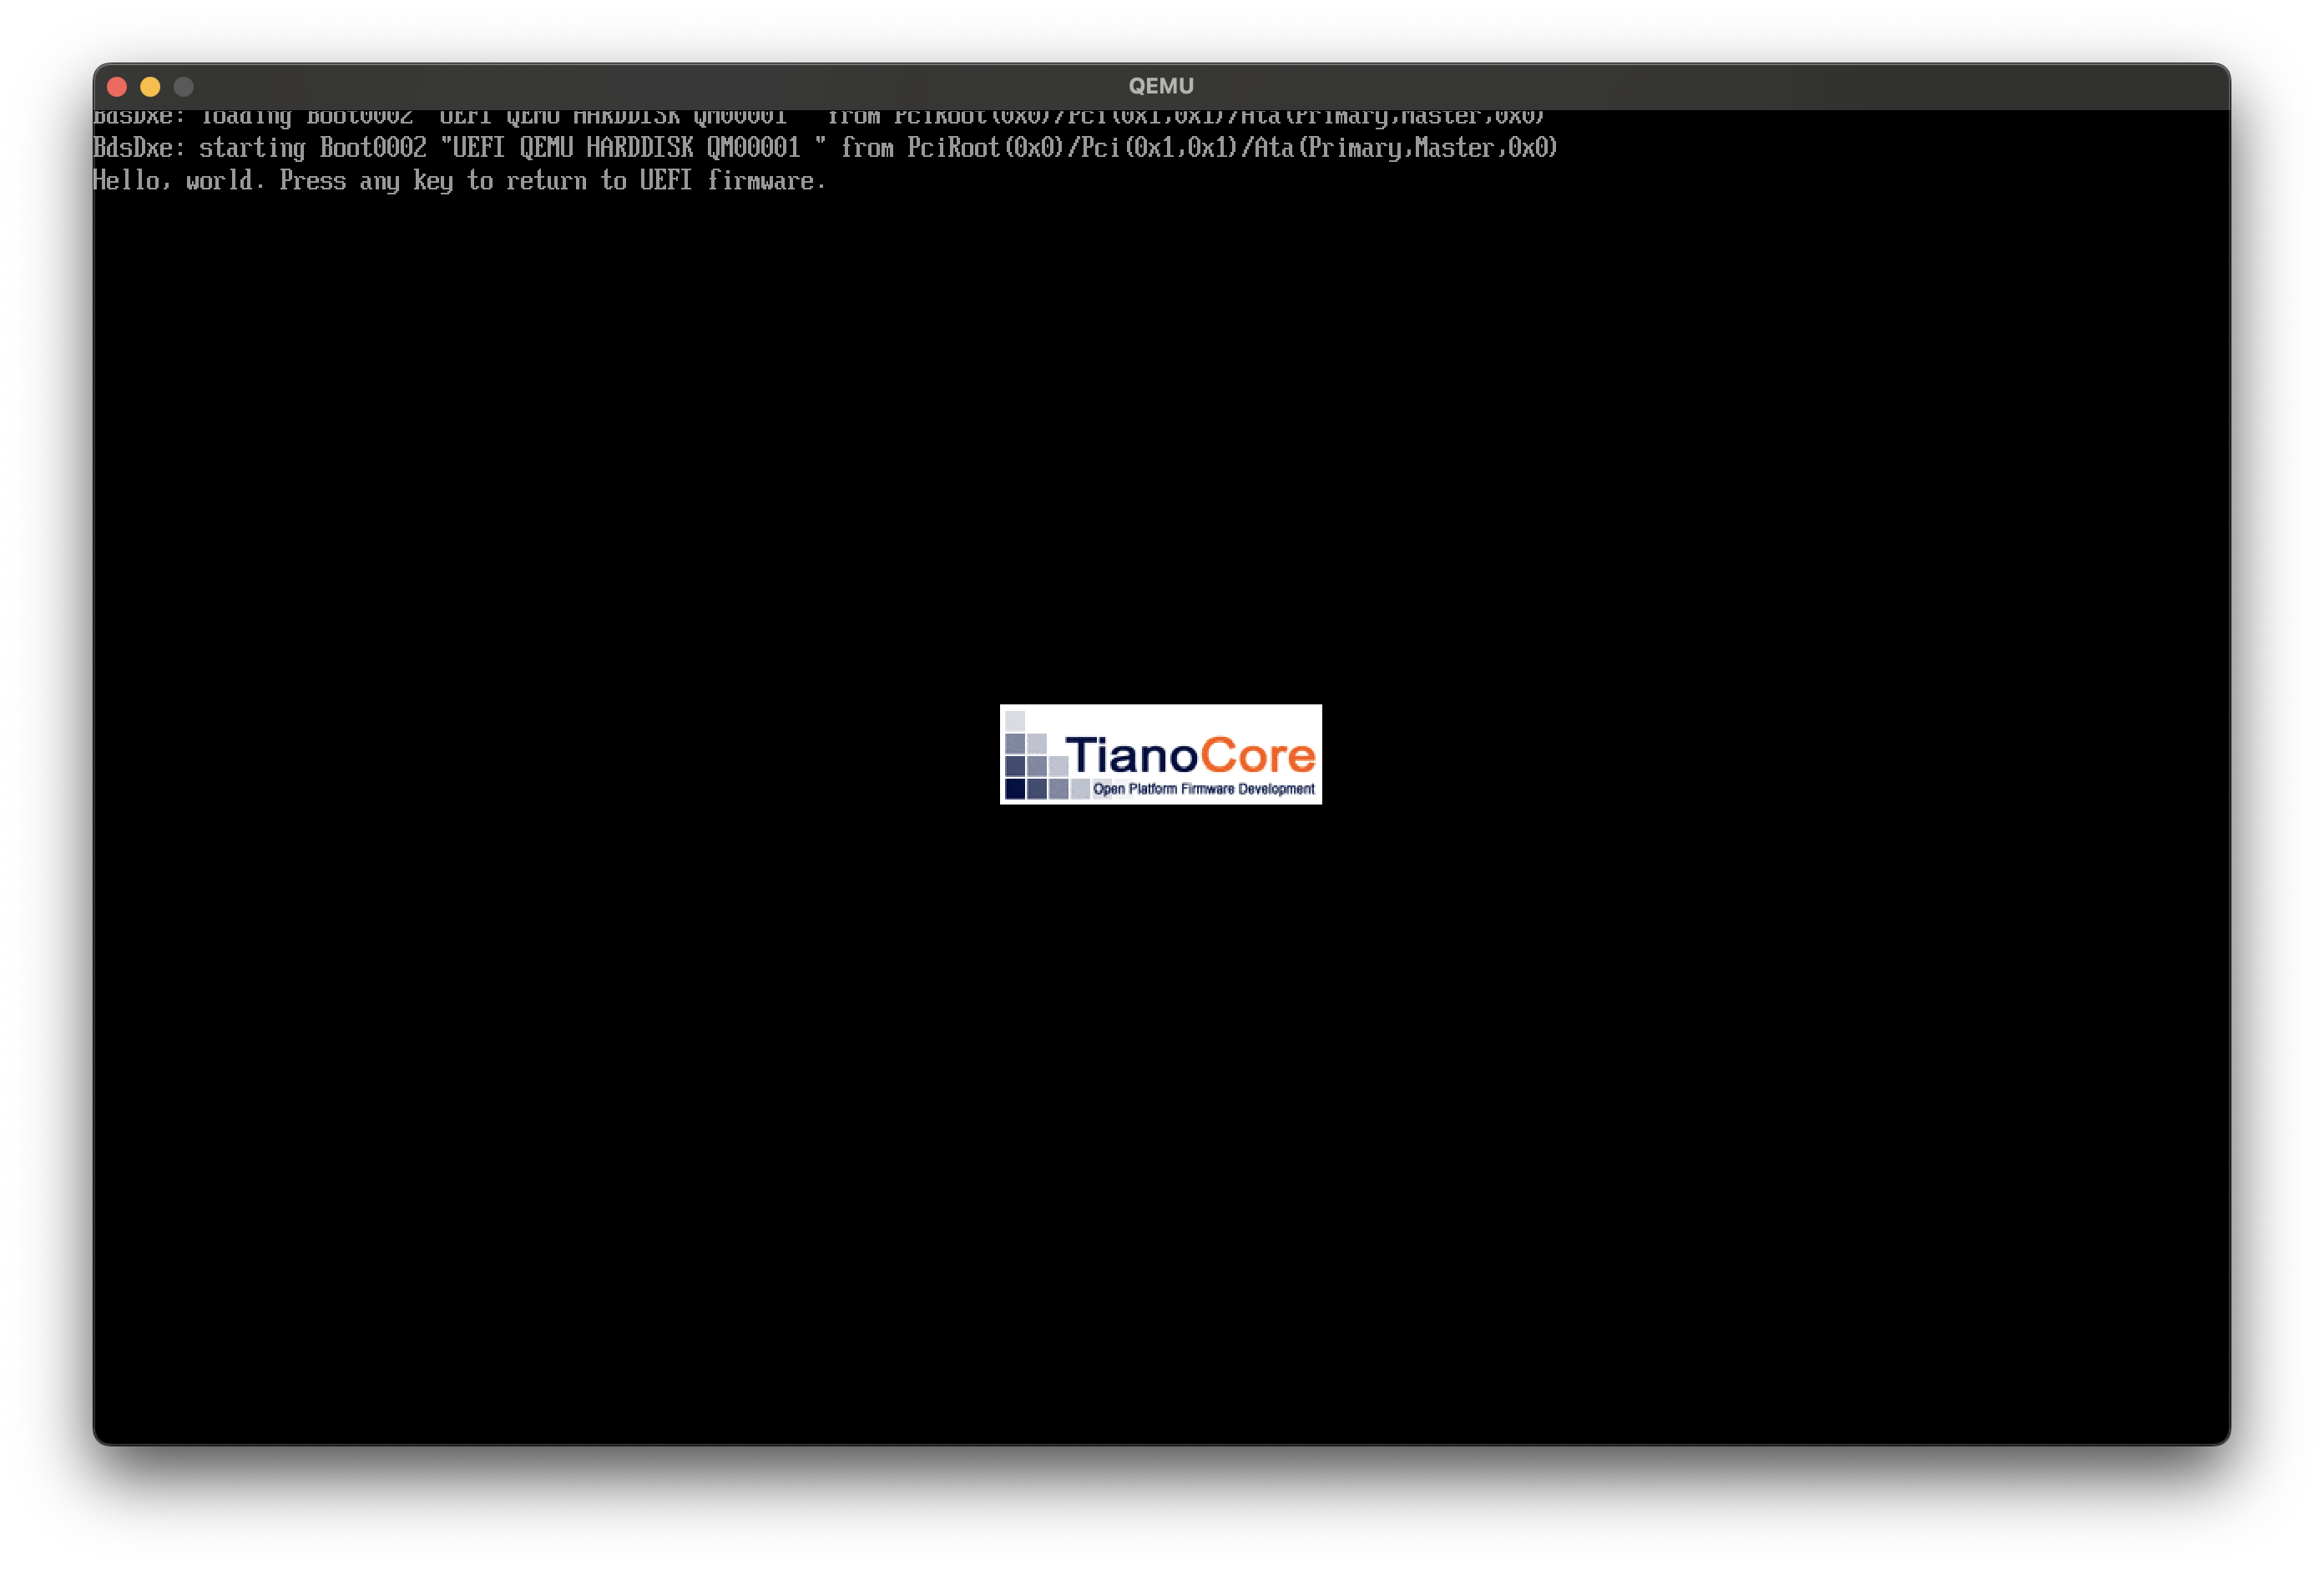 QEMU
BdsDxe: loading Boot0002 "UEFI QEMU HARDDISK QM00001 " from PciRoot(0x0)/Pci(0x1,0x1)/Ata(Primary,Master,0x0)
BdsDxe: starting Boot0002 "UEFI QEMU HARDDISK QM00001 " from PciRoot(0x0)/Pci(0x1,0x1)/Ata(Primary,Master,0x0)
Hello, world. Press any key to return to UEFI firmware.
TianoCore
Open Platform Firmware Development